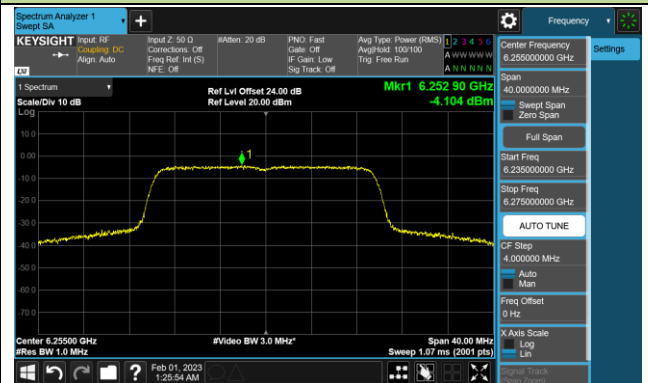 Spectrum Analyzer 1
Swept SA
+
Frequency
KEYSIGHT
Input: RF
Coupling: DC
Align: Auto
Input Z: 50 Ω
Corrections: Off
Freq Ref: Int (S)
NFE: Off
#Atten: 20 dB
PNO: Fast
Gate: Off
IF Gain: Low
Sig Track: Off
Avg Type: Power (RMS)
Avg|Hold: 100/100
Trig: Free Run
1 2 3 4 5 6
A W W W W W
A N N N N N
LXI
1 Spectrum
Scale/Div 10 dB
Log
Ref Lvl Offset 24.00 dB
Ref Level 20.00 dBm
Mkr1 6.252 90 GHz
-4.104 dBm
10.0
0.00
-10.0
-20.0
-30.0
-40.0
-50.0
-60.0
-70.0
1
Center 6.25500 GHz
#Res BW 1.0 MHz
#Video BW 3.0 MHz*
Span 40.00 MHz
Sweep 1.07 ms (2001 pts)
Feb 01, 2023
1:25:54 AM
?
Center Frequency
6.255000000 GHz
Settings
Span
40.0000000 MHz
Swept Span
Zero Span
Full Span
Start Freq
6.235000000 GHz
Stop Freq
6.275000000 GHz
AUTO TUNE
CF Step
4.000000 MHz
Auto
Man
Freq Offset
0 Hz
X Axis Scale
Log
Lin
Signal Track
(Span Zoom)